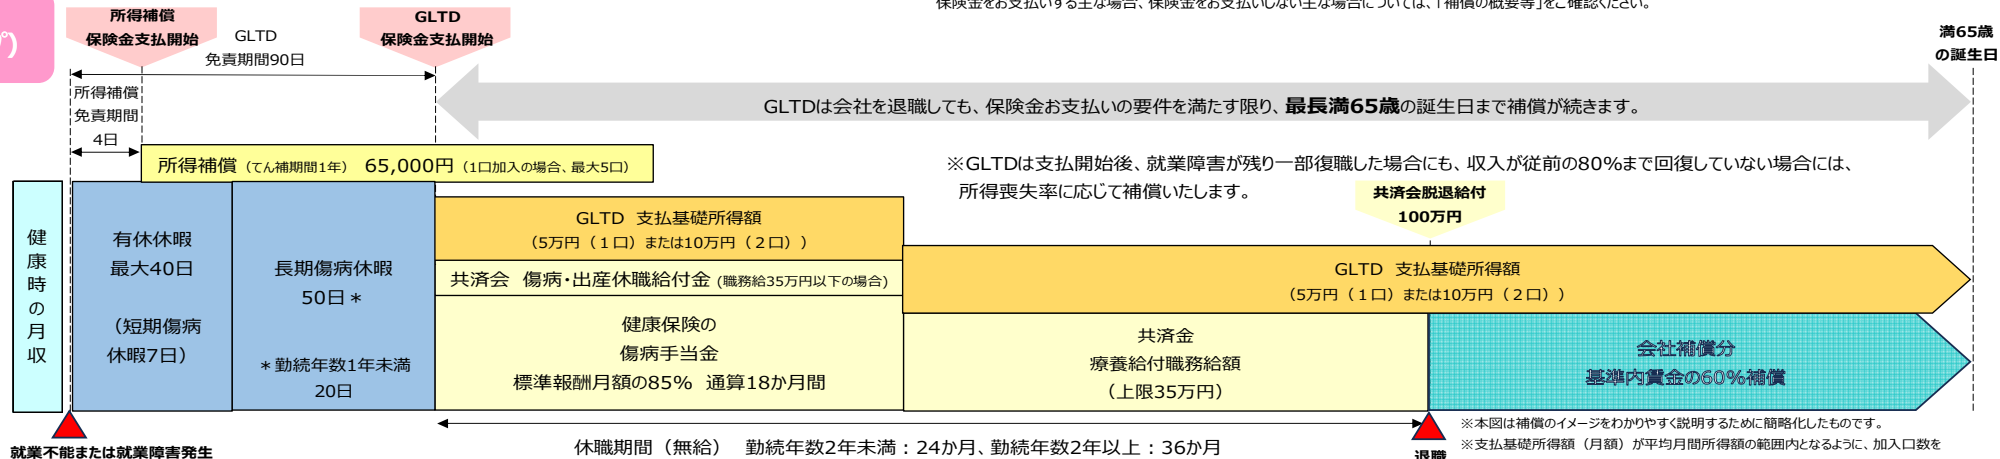 保険金をお支払いする主な場合、保険金をお支払いしない主な場合については、「補償の概要等」をご確認ください。
所得補償
保険金支払開始
GLTD
保険金支払開始
満65歳
の誕生日
プ)
GLTD
免責期間90日
所得補償
免責期間
4日
GLTDは会社を退職しても、保険金お支払いの要件を満たす限り、最長満65歳の誕生日まで補償が続きます。
所得補償（てん補期間1年） 65,000円（1口加入の場合、最大5口）
※GLTDは支払開始後、就業障害が残り一部復職した場合にも、収入が従前の80%まで回復していない場合には、
所得喪失率に応じて補償いたします。
共済会脱退給付
100万円
健康時の月収
有休休暇
最大40日
（短期傷病
休暇7日）
長期傷病休暇
50日＊
＊勤続年数1年未満
20日
GLTD 支払基礎所得額
（5万円（1口）または10万円（2口））
共済会 傷病・出産休職給付金 (職務給35万円以下の場合)
健康保険の
傷病手当金
標準報酬月額の85% 通算18か月間
GLTD 支払基礎所得額
（5万円（1口）または10万円（2口））
共済金
療養給付職務給額
（上限35万円）
会社補償分
基準内賃金の60%補償
就業不能または就業障害発生
休職期間（無給） 勤続年数2年未満：24か月、勤続年数2年以上：36か月
退職
※本図は補償のイメージをわかりやすく説明するために簡略化したものです。
※支払基礎所得額（月額）が平均月間所得額の範囲内となるように、加入口数を